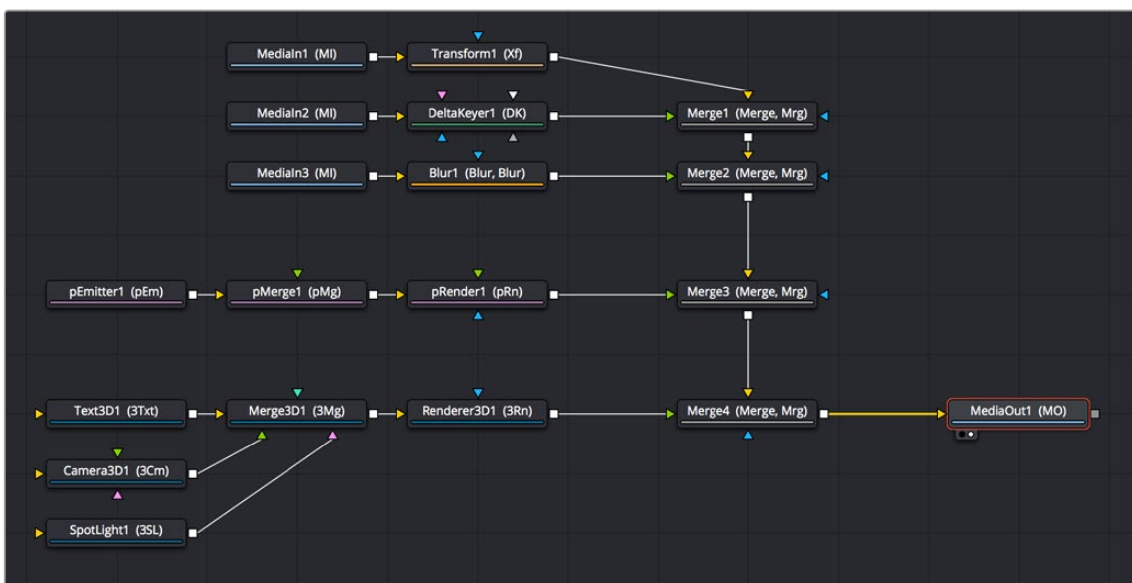 MediaIn1 (MI)
Transform1 (Xf)
MediaIn2 (MI)
DeltaKeyer1 (DK)
Merge1 (Merge, Mrg)
MediaIn3 (MI)
Blur1 (Blur, Blur)
Merge2 (Merge, Mrg)
pEmitter1 (pEm)
pMerge1 (pMg)
pRender1 (pRn)
Merge3 (Merge, Mrg)
Text3D1 (3Txt)
Merge3D1 (3Mg)
Renderer3D1 (3Rn)
Merge4 (Merge, Mrg)
MediaOut1 (MO)
Camera3D1 (3Cm)
SpotLight1 (3SL)